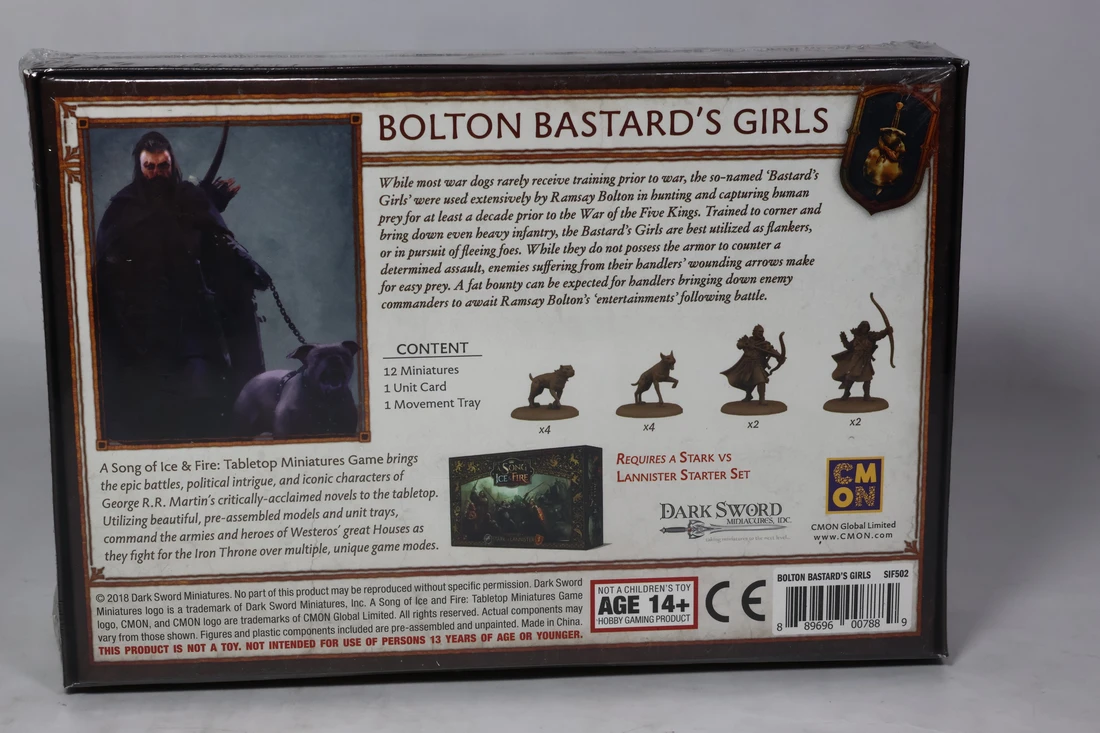 BOLTON BASTARD'S GIRLS
While most war dogs rarely receive training prior to war, the so-named 'Bastard's
Girls' were used extensively by Ramsay Bolton in hunting and capturing human
prey for at least a decade prior to the War of the Five Kings. Trained to corner and
bring down even heavy infantry, the Bastard's Girls are best utilized as flankers,
or in pursuit of fleeing foes. While they do not possess the armor to counter a
determined assault, enemies suffering from their handlers' wounding arrows make
for easy prey. A fat bounty can be expected for handlers bringing down enemy
commanders to await Ramsay Bolton's 'entertainments' following battle.
CONTENT
12 Miniatures
1 Unit Card
1 Movement Tray
x4
x4
x2
x2
A Song of Ice & Fire: Tabletop Miniatures Game brings
the epic battles, political intrigue, and iconic characters of
George R.R. Martin's critically-acclaimed novels to the tabletop.
Utilizing beautiful, pre-assembled models and unit trays,
command the armies and heroes of Westeros' great Houses as
they fight for the Iron Throne over multiple, unique game modes.
SONG
ICE & FIRE
REQUIRES A STARK VS
LANNISTER STARTER SET
DARK SWORD
MINIATURES, INC.
CM
ON
CMON Global Limited
www.CMON.com
© 2018 Dark Sword Miniatures. No part of this product may be reproduced without specific permission. Dark Sword
Miniatures logo is a trademark of Dark Sword Miniatures, Inc. A Song of Ice and Fire: Tabletop Miniatures Game
logo, CMON, and CMON logo are trademarks of CMON Global Limited. All rights reserved. Actual components may
vary from those shown. Figures and plastic components included are pre-assembled and unpainted. Made in China.
THIS PRODUCT IS NOT A TOY. NOT INTENDED FOR USE OF PERSONS 13 YEARS OF AGE OR YOUNGER.
NOT A CHILDREN'S TOY
AGE 14+
HOBBY GAMING PRODUCT
CE
BOLTON BASTARD'S GIRLS SIF502
8 89696 00788 9